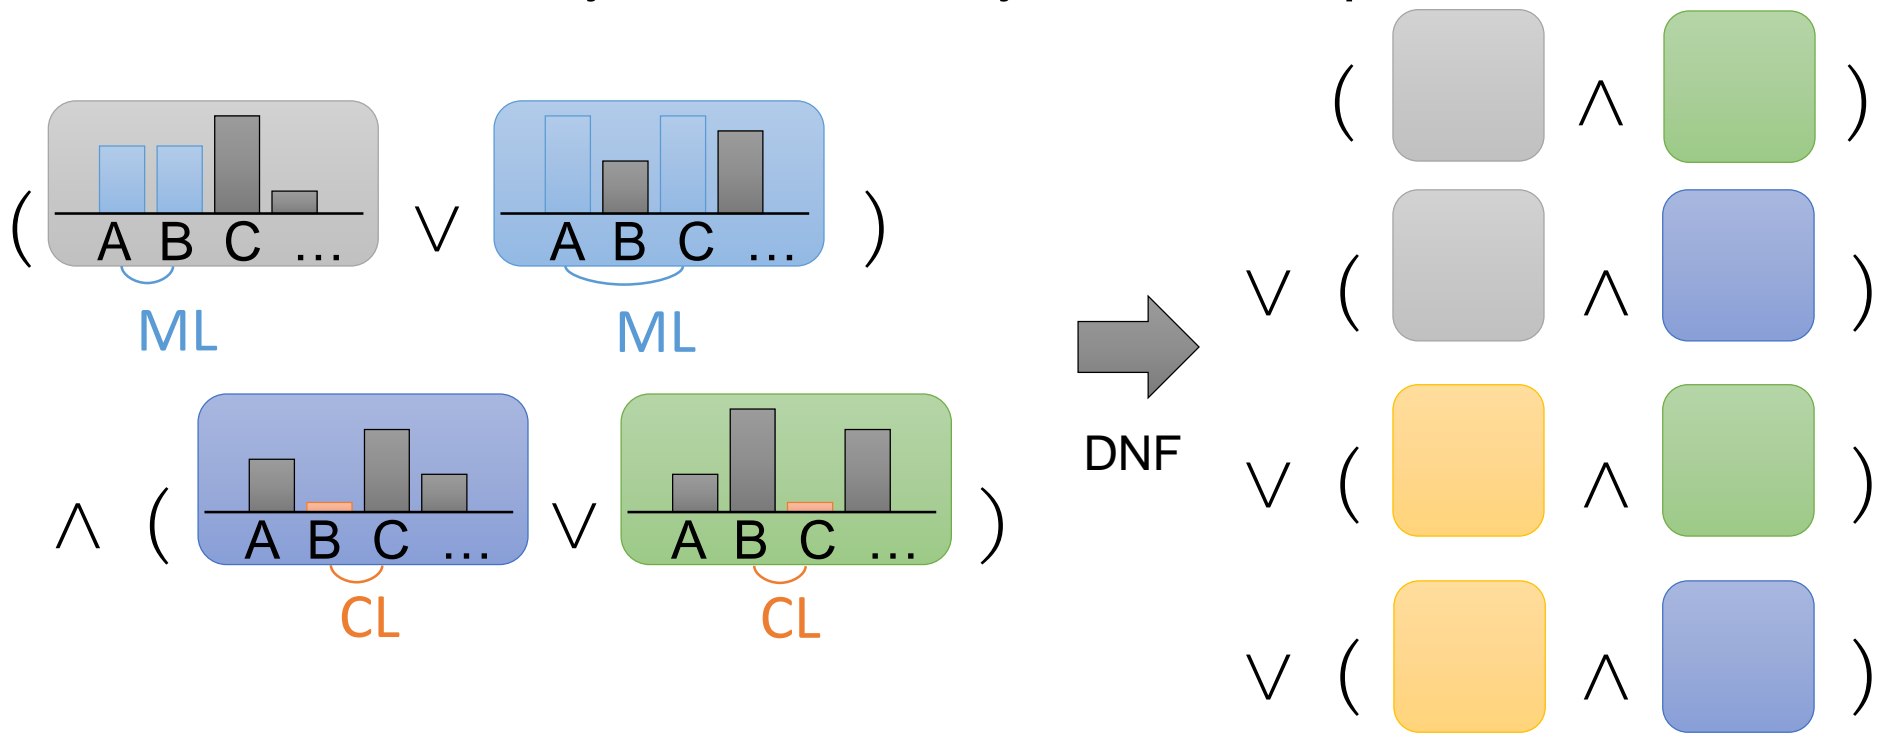 ( A B C ... ∨ A B C ... )
ML ML
∧ ( A B C ... ∨ A B C ... )
CL CL
DNF
( ∧ )
∨ ( ∧ )
∨ ( ∧ )
∨ ( ∧ )